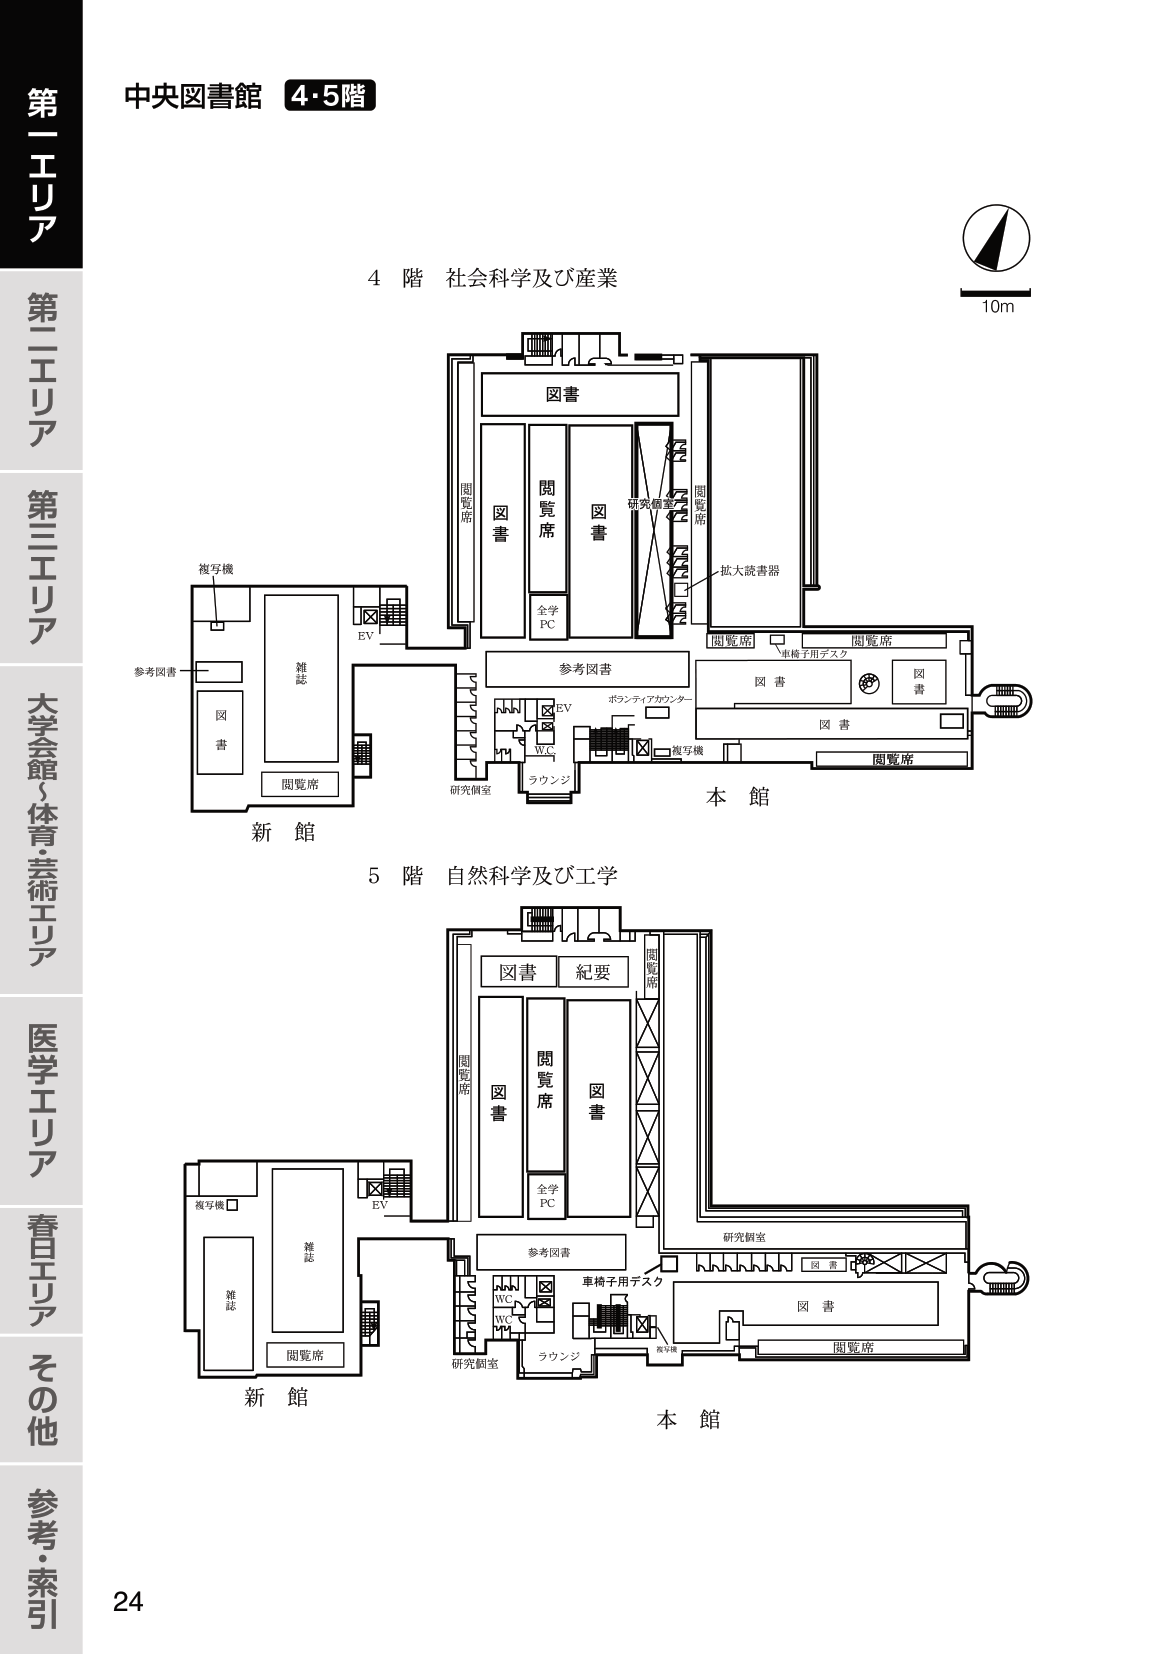 第一エリア
第二エリア
第三エリア
大学会館～体育・芸術エリア
医学エリア
春日エリア
その他
参考・索引
中央図書館 4・5階
10m
4 階 社会科学及び産業
図書
閲覧席
図書
閲覧席
図書
研究個室
閲覧席
全学
PC
拡大読書器
複写機
EV
参考図書
雑誌
図書
閲覧席
参考図書
閲覧席
閲覧席
車椅子用デスク
図書
図書
図書
ボランティアカウンター
EV
W.C.
複写機
閲覧席
ラウンジ
研究個室
本 館
新 館
5 階 自然科学及び工学
図書
紀要
閲覧席
閲覧席
図書
閲覧席
図書
全学
PC
複写機
EV
雑誌
雑誌
閲覧席
研究個室
参考図書
図書
車椅子用デスク
図書
WC
WC
複写機
閲覧席
ラウンジ
研究個室
新 館
本 館
24